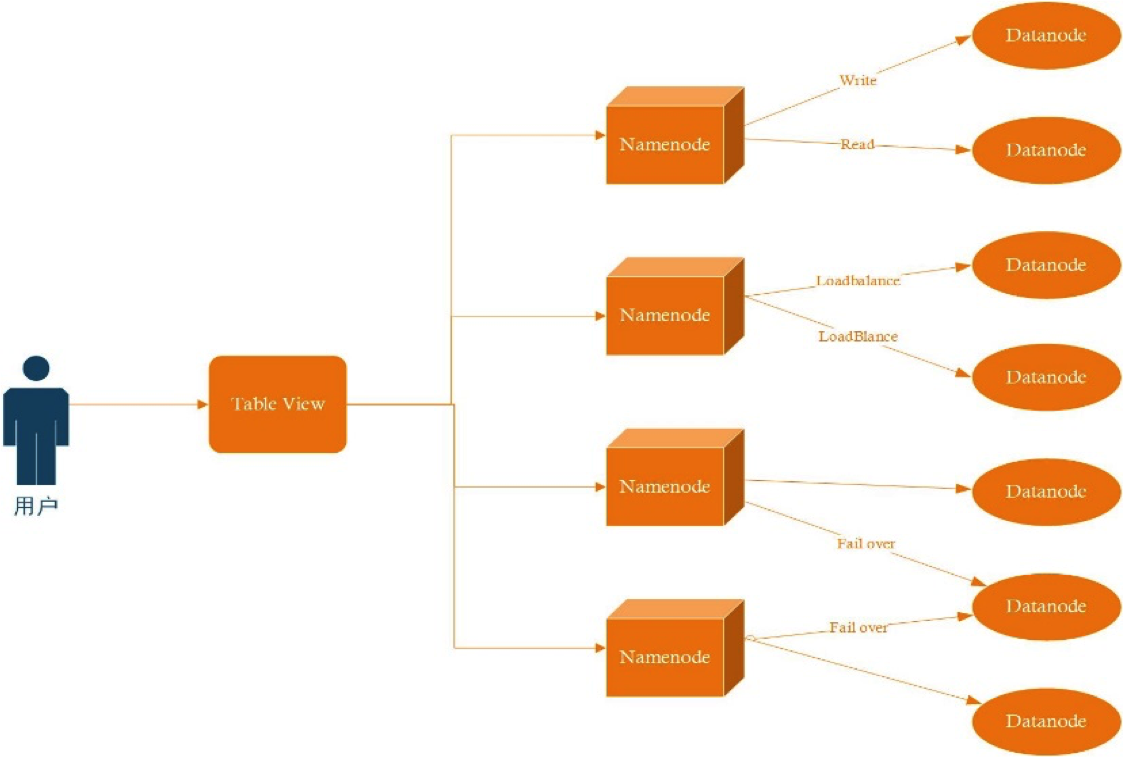 用户
Table View
Namenode
Write
Read
Datanode
Datanode
Namenode
Loadbalance
LoadBlance
Datanode
Datanode
Namenode
Fail over
Datanode
Datanode
Namenode
Fail over
Datanode